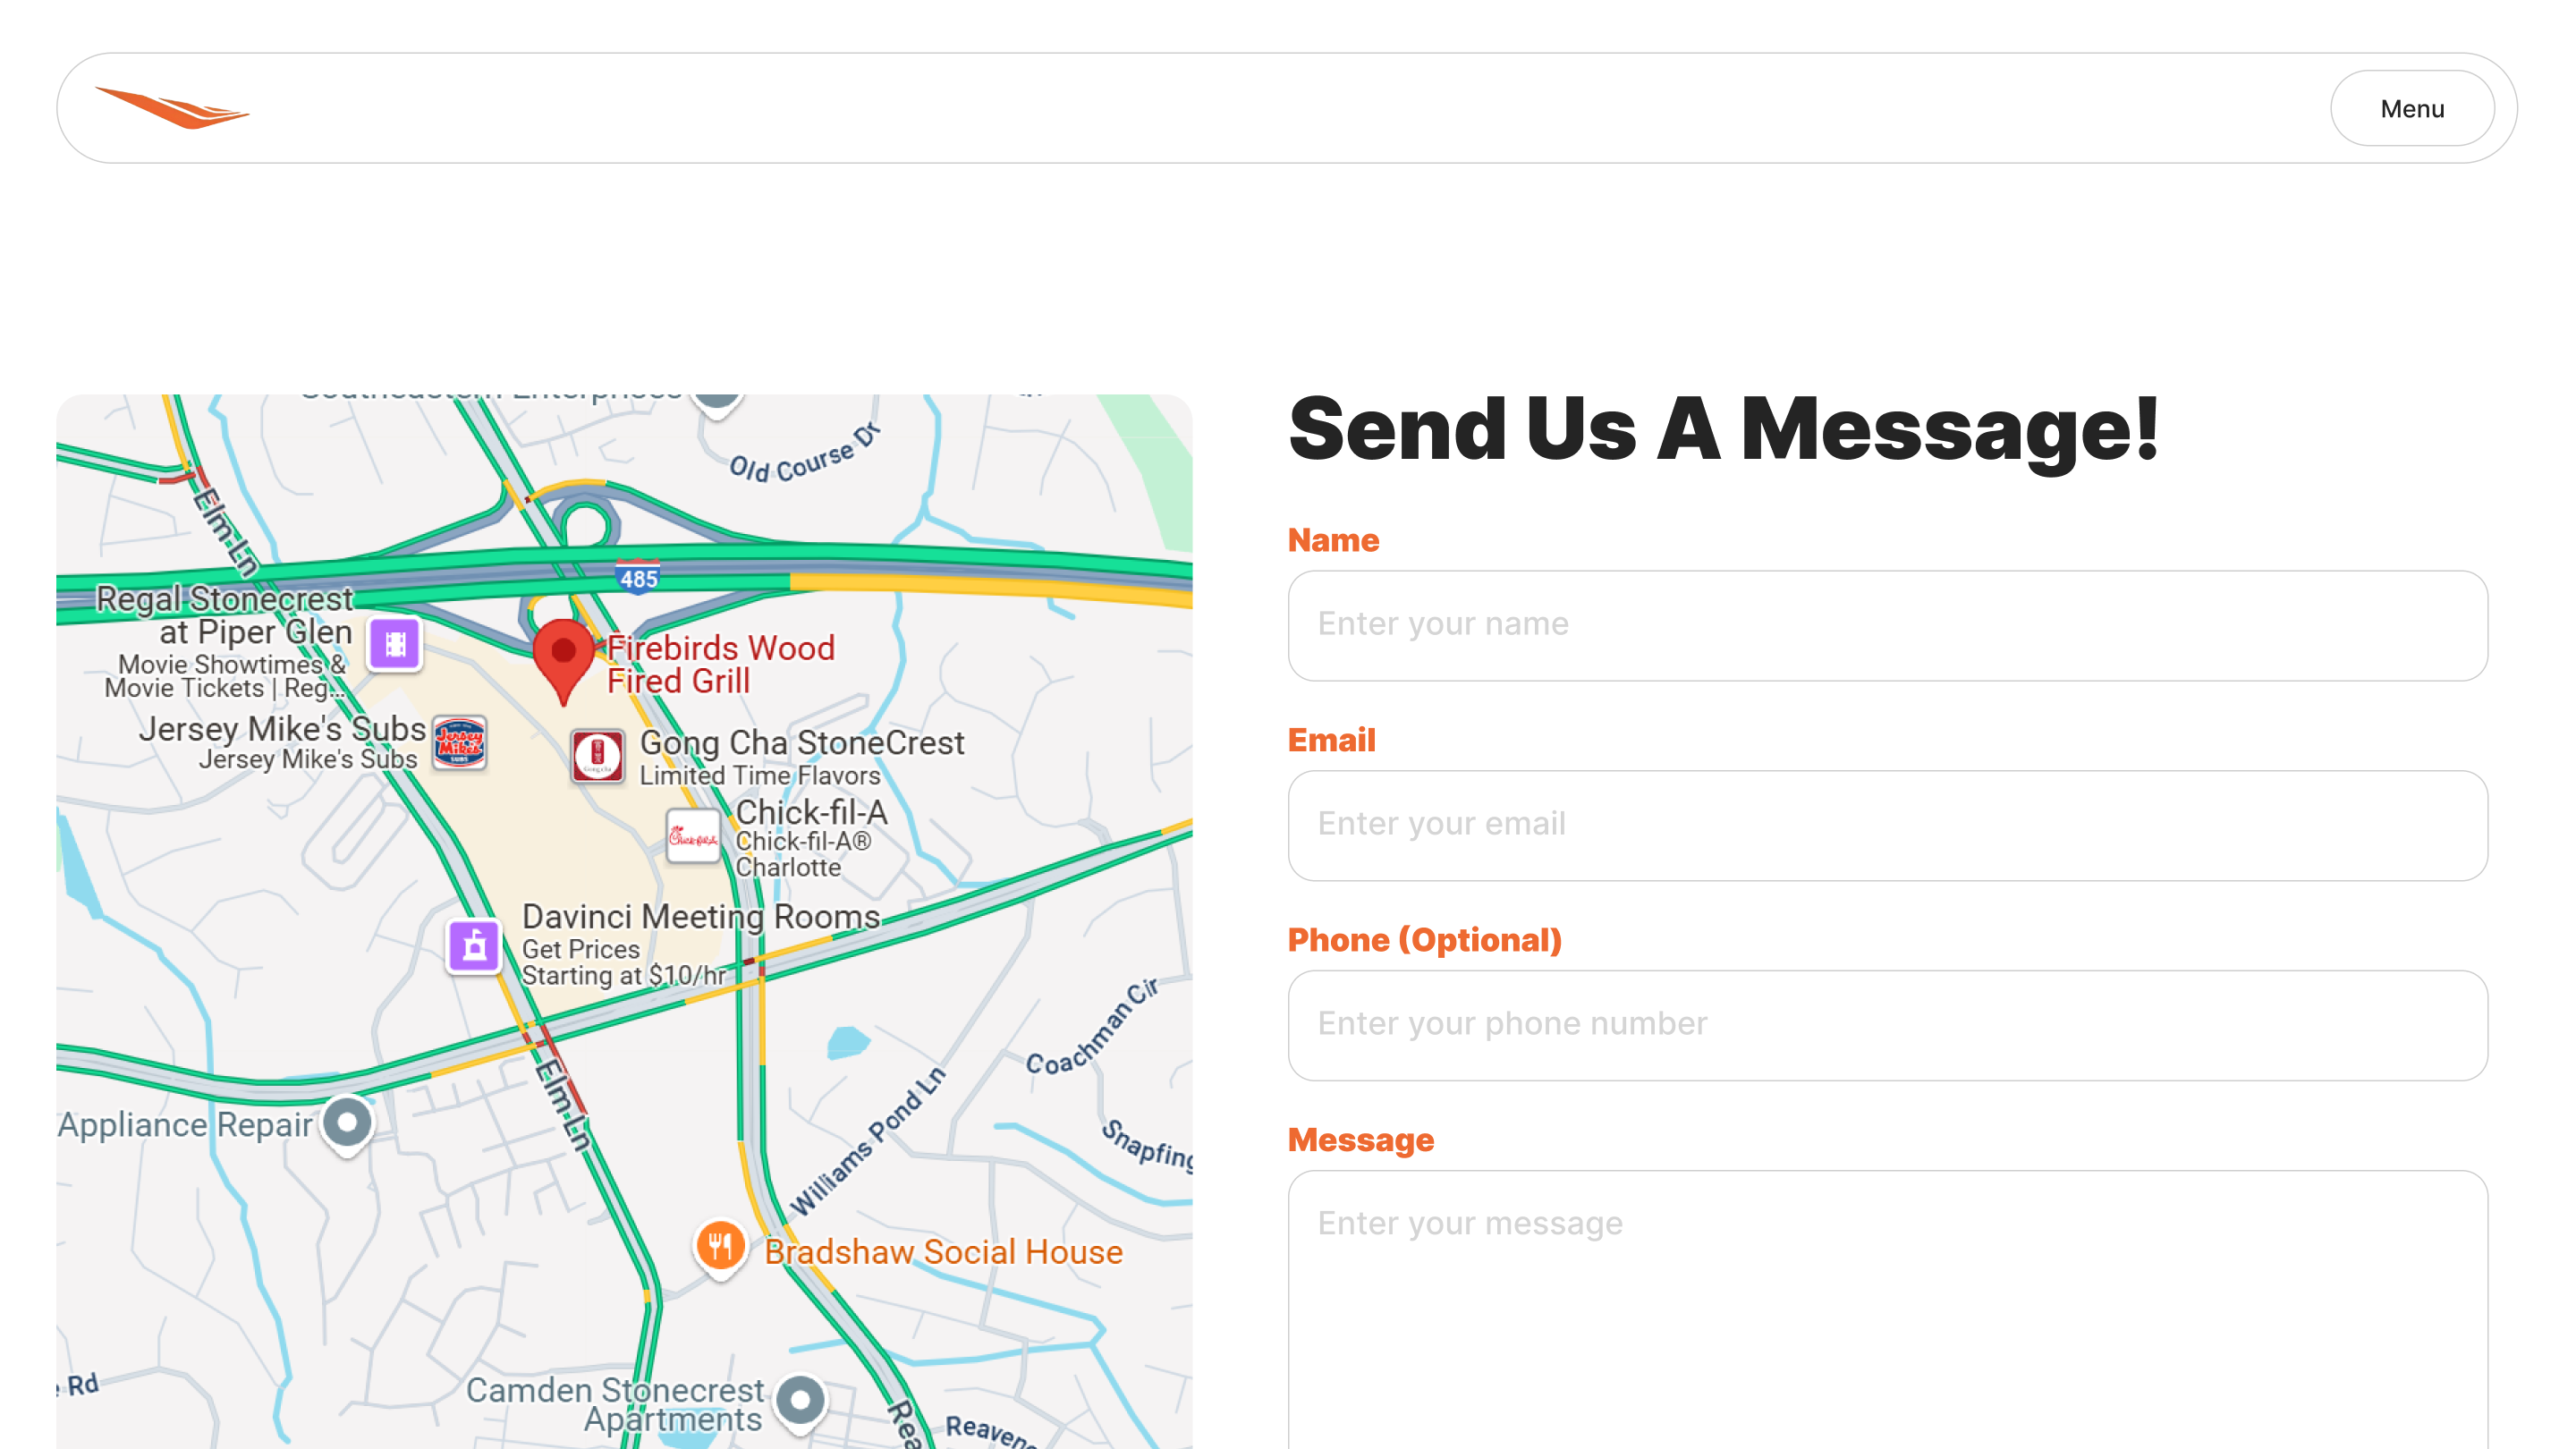 Menu
Old Course Dr
Elm Ln
485
Regal Stonecrest
at Piper Glen
Movie Showtimes &
Movie Tickets | Reg...
Firebirds Wood
Fired Grill
Jersey Mike's Subs
Jersey Mike's Subs
Gong Cha StoneCrest
Limited Time Flavors
Chick-fil-A
Chick-fil-A®
Charlotte
Davinci Meeting Rooms
Get Prices
Starting at $10/hr
Coachman Cir
Elm Ln
Appliance Repair
Williams Pond Ln
Snapfing
Bradshaw Social House
Rd
Camden Stonecrest
Apartments
Rea
Reaven
Send Us A Message!
Name
Enter your name
Email
Enter your email
Phone (Optional)
Enter your phone number
Message
Enter your message